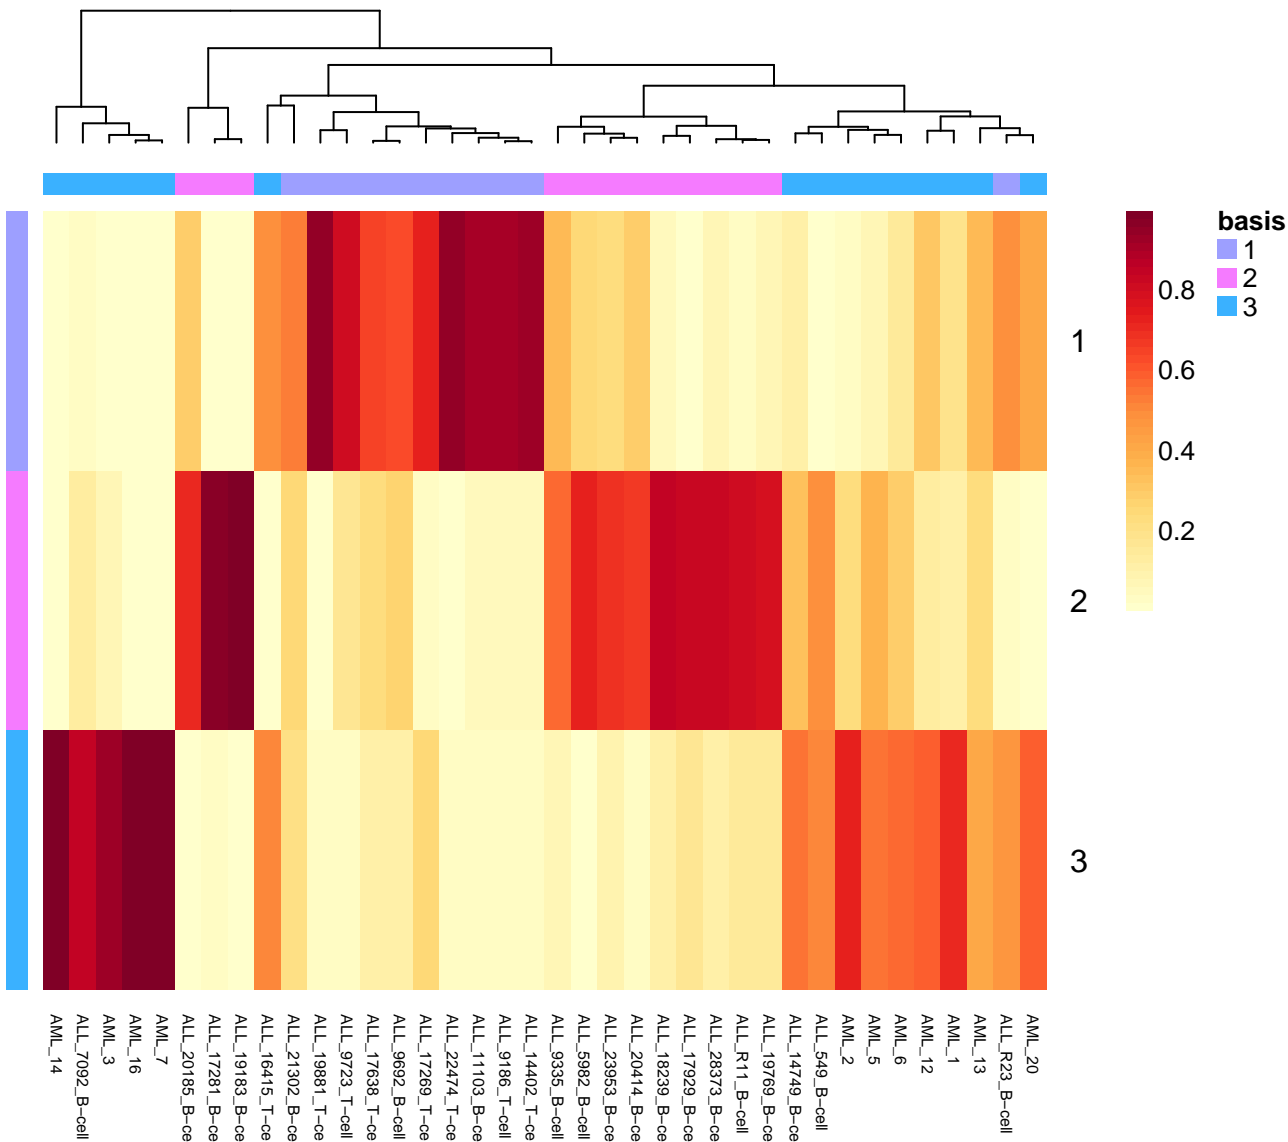 basis
1
2
3
0.8
0.6
0.4
0.2
1
2
3
AML_14
ALL_7092_B−cell
AML_3
AML_16
AML_7
ALL_20185_B−ce
ALL_17281_B−ce
ALL_19183_B−ce
ALL_16415_T−ce
ALL_21302_B−ce
ALL_19881_T−ce
ALL_9723_T−cell
ALL_17638_T−ce
ALL_9692_B−cell
ALL_17269_T−ce
ALL_22474_T−ce
ALL_11103_B−ce
ALL_9186_T−cell
ALL_14402_T−ce
ALL_9335_B−cell
ALL_5982_B−cell
ALL_23953_B−ce
ALL_20414_B−ce
ALL_18239_B−ce
ALL_17929_B−ce
ALL_28373_B−ce
ALL_R11_B−cell
ALL_19769_B−ce
ALL_14749_B−ce
ALL_549_B−cell
AML_2
AML_5
AML_6
AML_12
AML_1
AML_13
ALL_R23_B−cell
AML_20